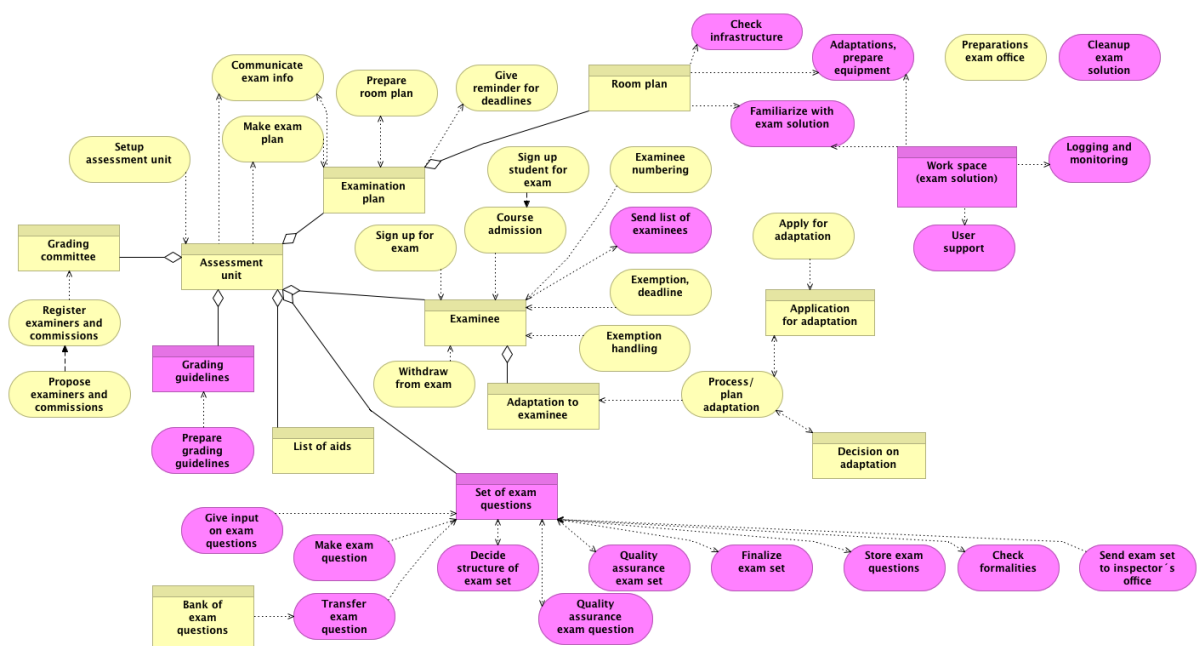 Check
infrastructure
Communicate
exam info
Prepare
room plan
Give
reminder for
deadlines
Room plan
Adaptations,
prepare
equipment
Preparations
exam office
Cleanup
exam
solution
Make exam
plan
Familiarize with
exam solution
Setup
assessment unit
Sign up
student for
exam
Examinee
numbering
Work space
(exam solution)
Logging and
monitoring
Examination
plan
Course
admission
Send list of
examinees
Apply for
adaptation
User
support
Grading
committee
Assessment
unit
Sign up for
exam
Exemption,
deadline
Register
examiners and
commissions
Examinee
Application
for adaptation
Exemption
handling
Grading
guidelines
Withdraw
from exam
Propose
examiners and
commissions
Adaptation to
examinee
Process/
plan
adaptation
Prepare
grading
guidelines
List of aids
Decision on
adaptation
Set of exam
questions
Give input
on exam
questions
Make exam
question
Decide
structure of
exam set
Quality
assurance
exam set
Finalize
exam set
Store exam
questions
Check
formalities
Send exam set
to inspector´s
office
Bank of
exam
questions
Transfer
exam
question
Quality
assurance
exam question